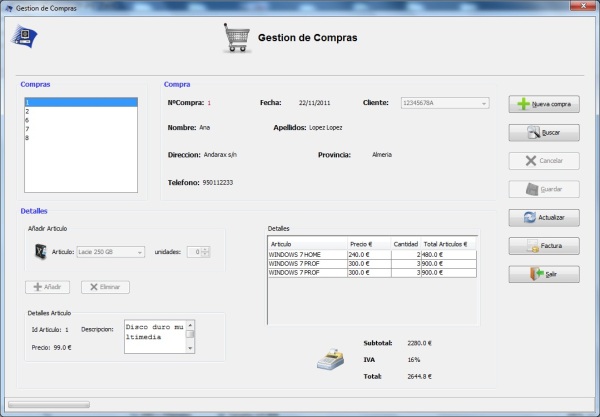 Gestion de Compras
Gestion de Compras
Compras
1
2
6
7
8
Compra
NºCompra: 1 Fecha: 22/11/2011 Cliente: 12345678A
Nombre: Ana Apellidos: Lopez Lopez
Direccion: Andarax s/n Provincia: Almeria
Telefono: 950112233
Nueva compra
Buscar
Cancelar
Guardar
Actualizar
Factura
Salir
Detalles
Añadir Articulo
Articulo: Lacie 250 GB unidades: 0
Añadir Eliminar
Detalles Articulo
Id Articulo: 1 Descripcion: Disco duro mu
ltimedia
Precio: 99.0 €
Detalles
Articulo Precio € Cantidad Total Articulos €
WINDOWS 7 HOME 240.0 € 2 480.0 €
WINDOWS 7 PROF 300.0 € 3 900.0 €
WINDOWS 7 PROF 300.0 € 3 900.0 €
Subtotal: 2280.0 €
IVA 16%
Total: 2644.8 €